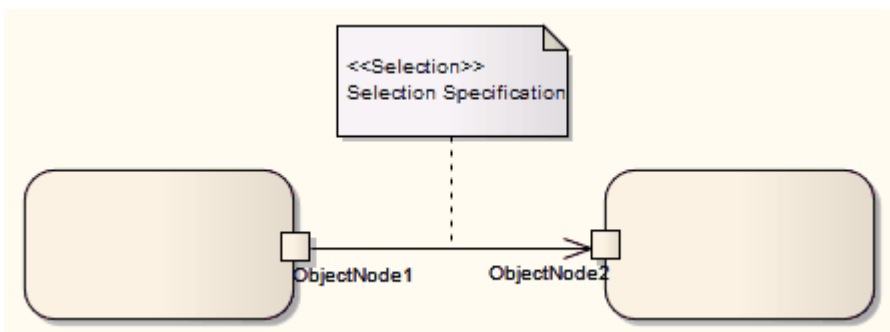 <<Selection>>
Selection Specification
ObjectNode1
ObjectNode2